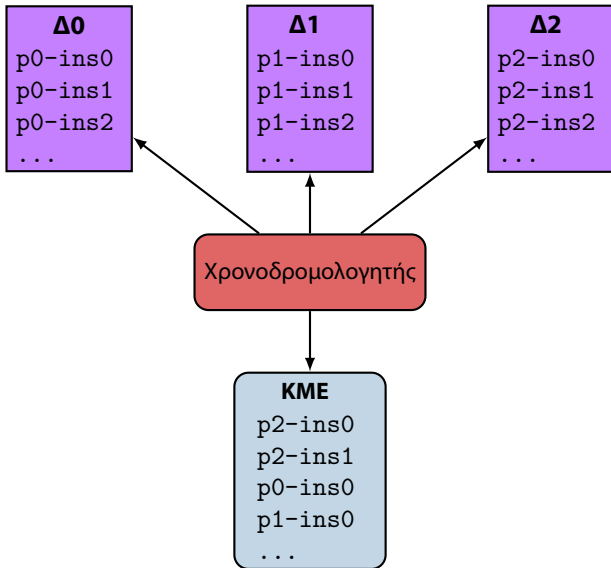 Δ0
p0-ins0
p0-ins1
p0-ins2
...
Δ1
p1-ins0
p1-ins1
p1-ins2
...
Δ2
p2-ins0
p2-ins1
p2-ins2
...
Χρονοδρομολογητής
ΚΜΕ
p2-ins0
p2-ins1
p0-ins0
p1-ins0
...